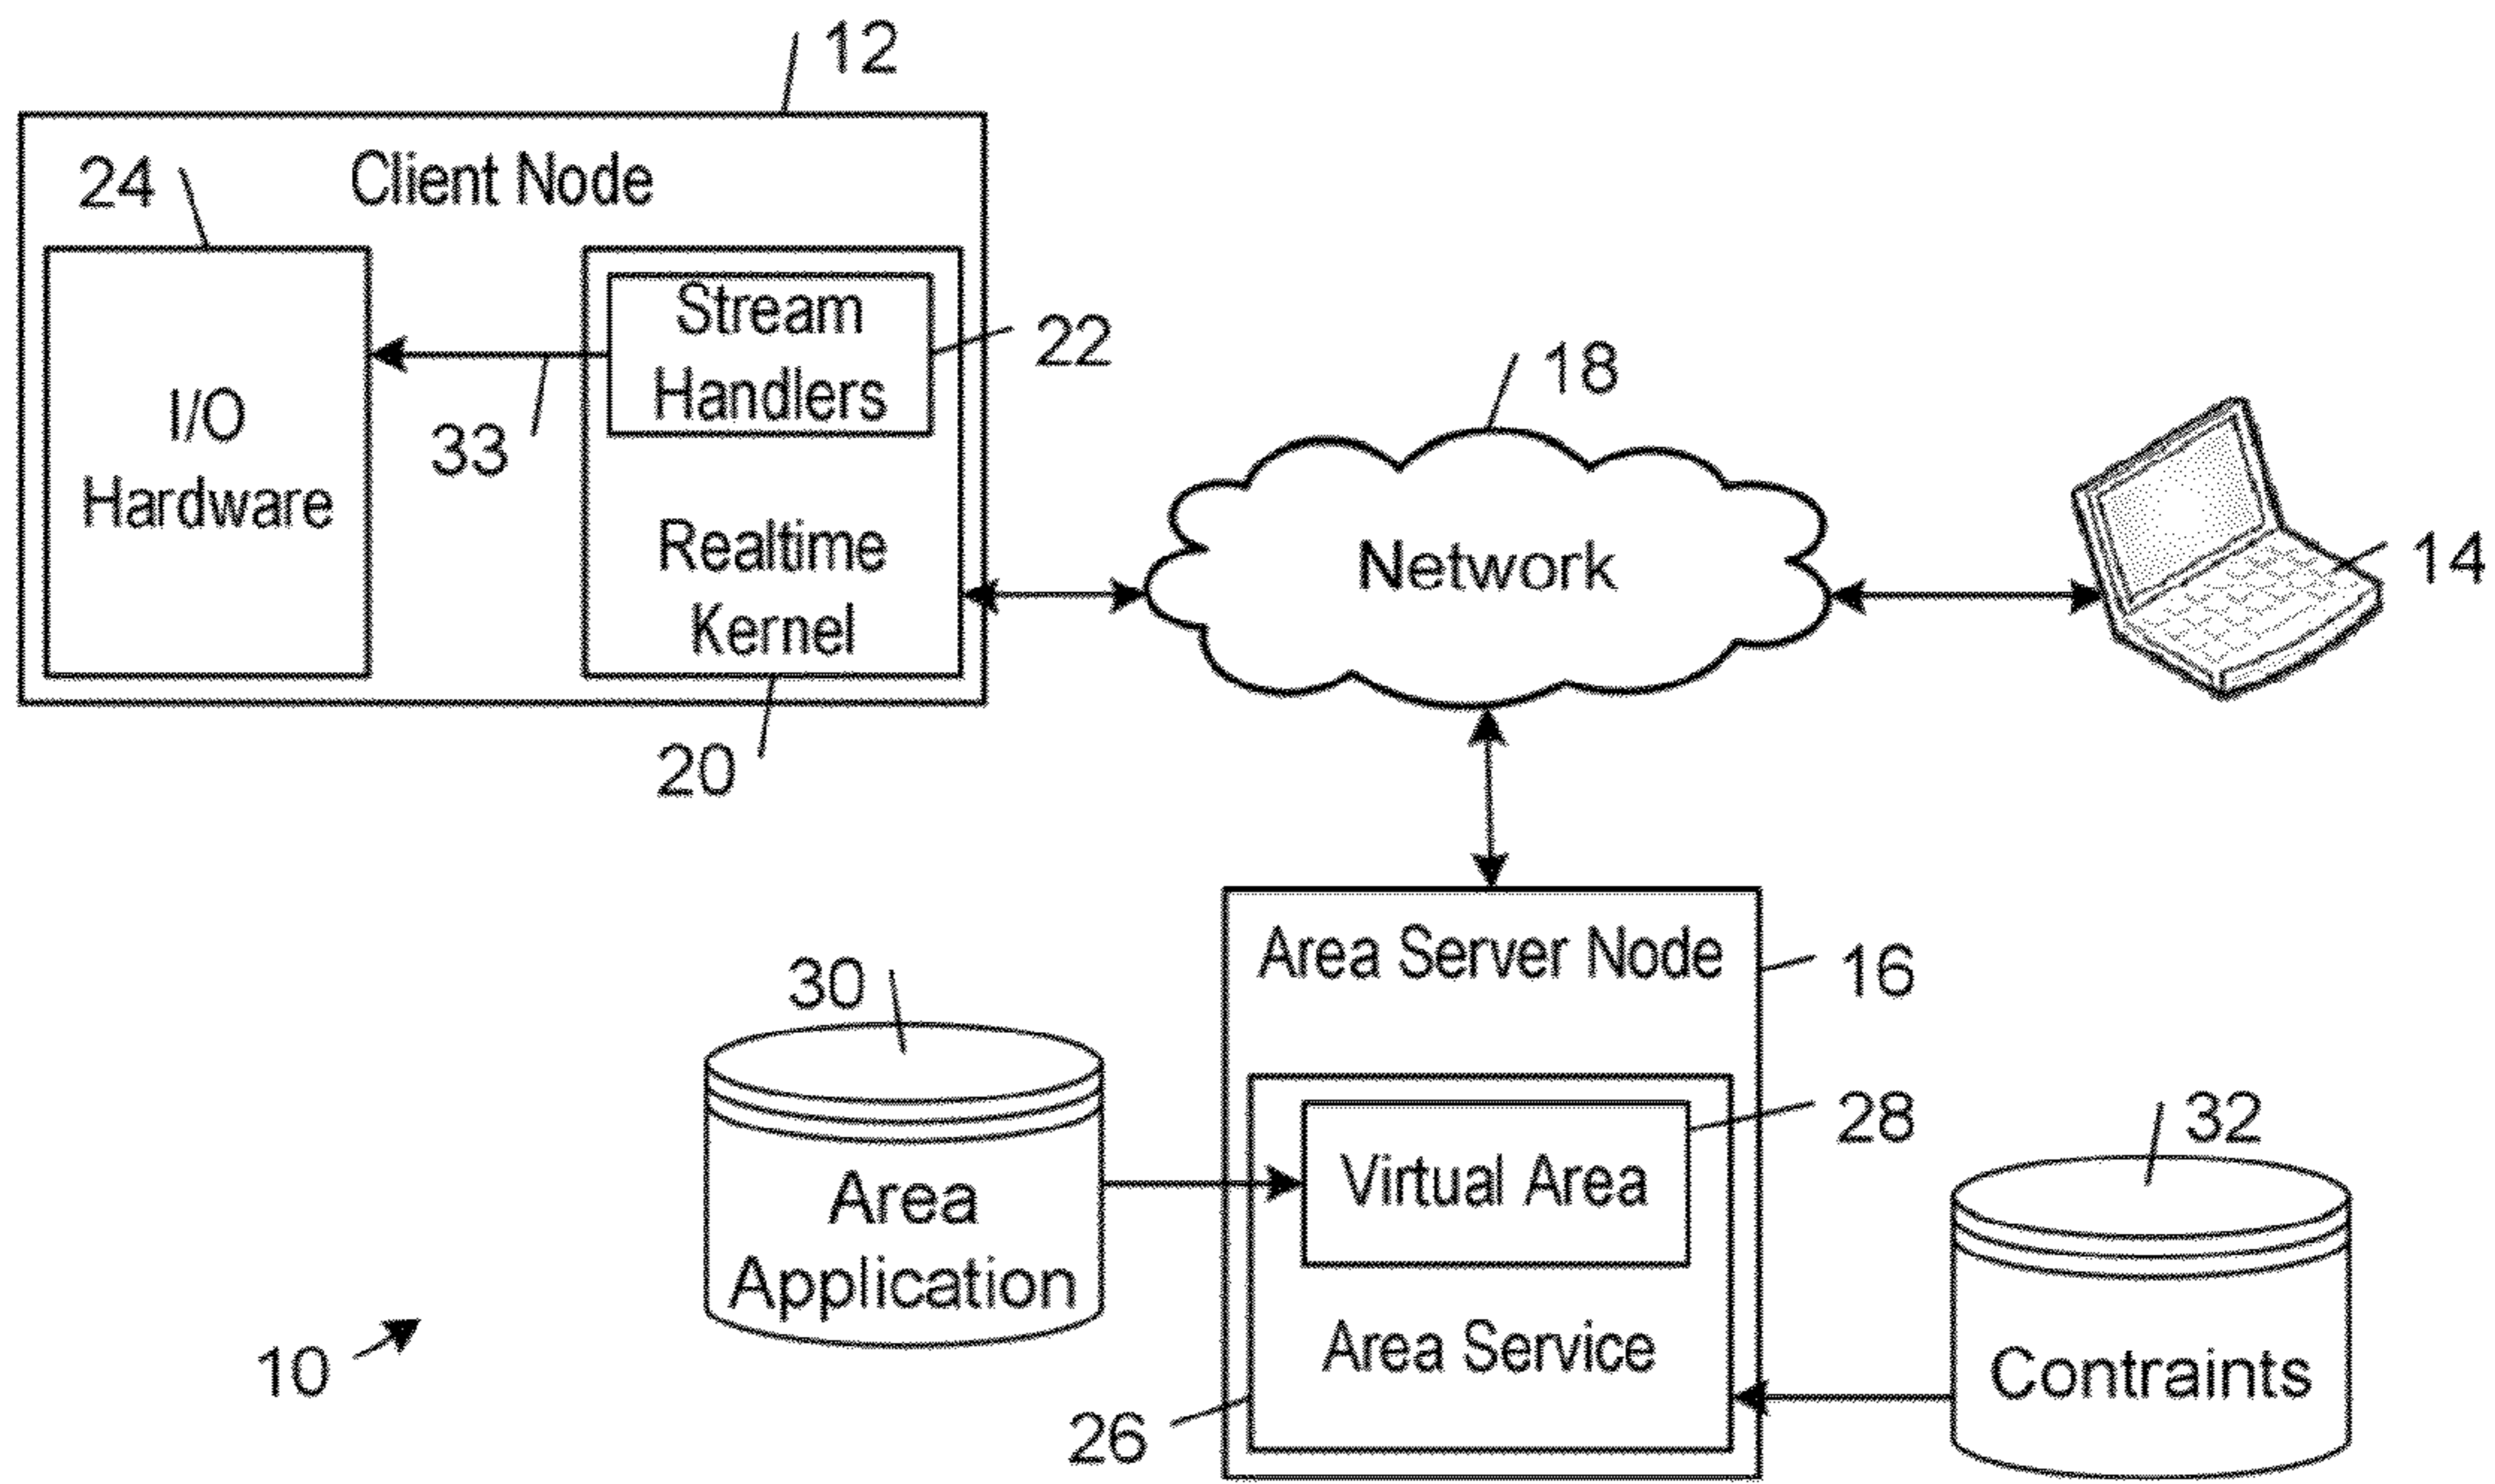 12
Client Node
24
Stream
Handlers
22
33
I/O
Hardware
Realtime
Kernel
20
18
Network
14
Area Server Node
16
30
Area
Application
Virtual Area
28
Area Service
26
32
Contraints
10